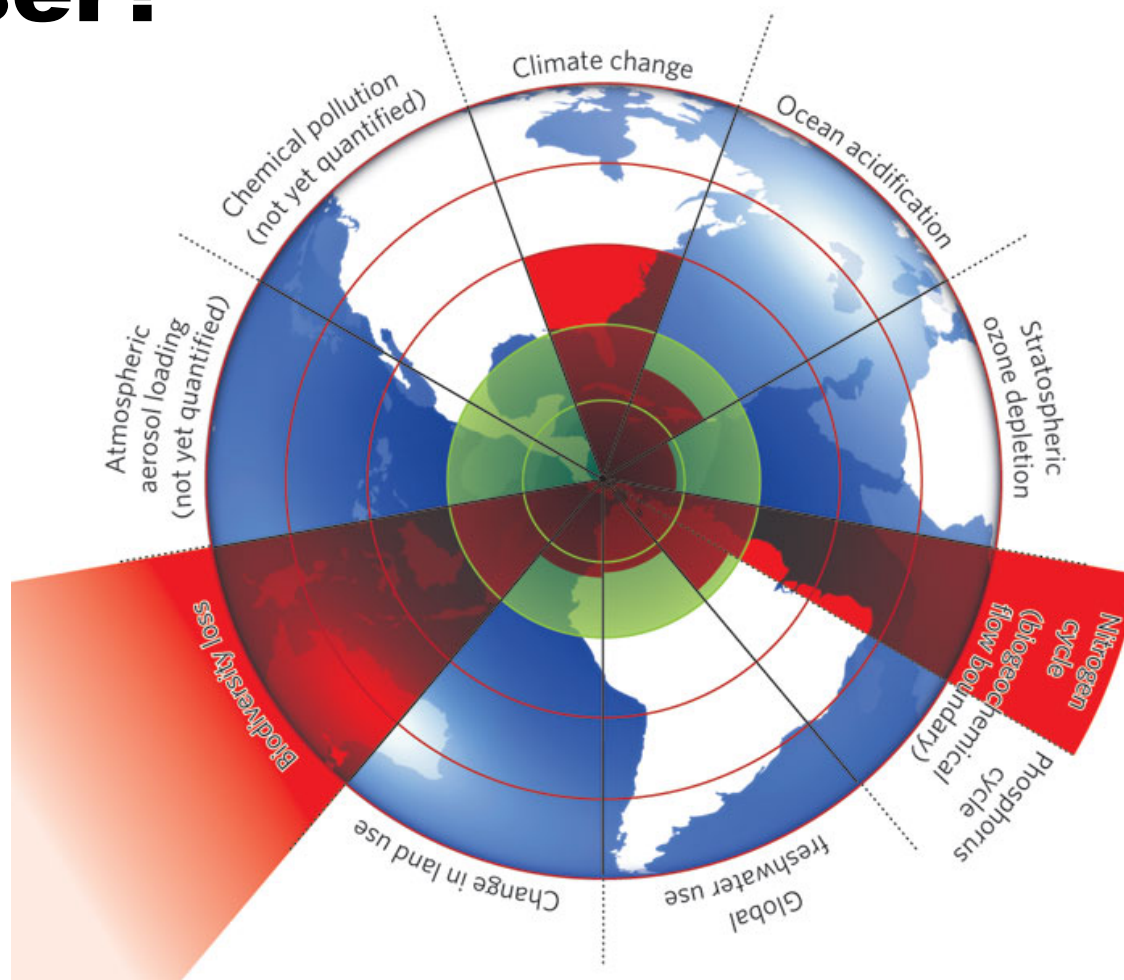 Climate change
Ocean acidification
Stratospheric
ozone depletion
Nitrogen
cycle
(biogeochemical
flow boundary)
Phosphorus
cycle
Global
freshwater use
Change in land use
Biodiversity loss
Atmospheric
aerosol loading
(not yet quantified)
Chemical pollution
(not yet quantified)